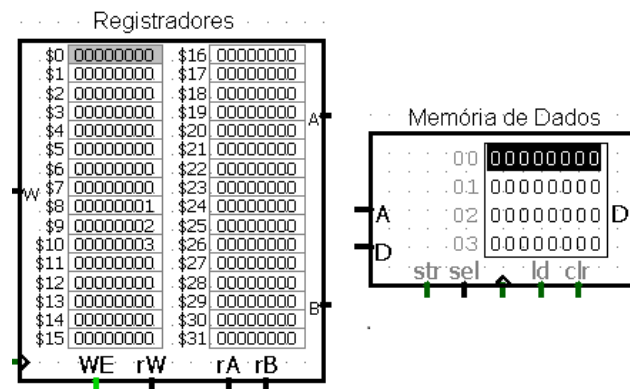 Registradores
$0 00000000 $16 00000000
$1 00000000 $17 00000000
$2 00000000 $18 00000000
$3 00000000 $19 00000000
$4 00000000 $20 00000000
$5 00000000 $21 00000000
$6 00000000 $22 00000000
$7 00000000 $23 00000000
$8 00000001 $24 00000000
$9 00000002 $25 00000000
$10 00000003 $26 00000000
$11 00000000 $27 00000000
$12 00000000 $28 00000000
$13 00000000 $29 00000000
$14 00000000 $30 00000000
$15 00000000 $31 00000000
W
A
B
WE rW rA rB
Memória de Dados
00 00000000
01 00000000
02 00000000
03 00000000
A
D
D
str sel ld clr